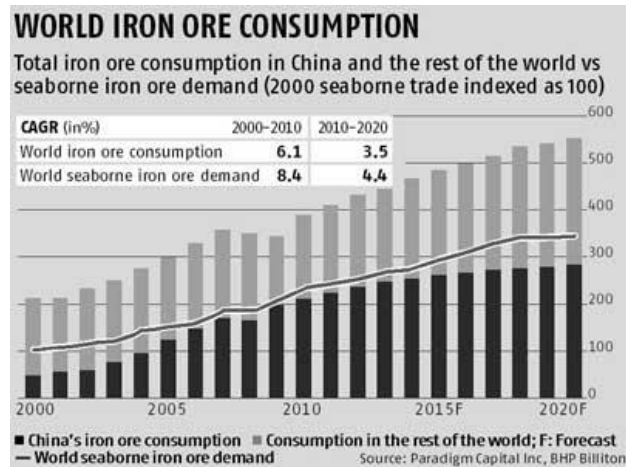 WORLD IRON ORE CONSUMPTION
Total iron ore consumption in China and the rest of the world vs
seaborne iron ore demand (2000 seaborne trade indexed as 100)
CAGR (in%) 2000-2010 2010-2020
World iron ore consumption 6.1 3.5
World seaborne iron ore demand 8.4 4.4
600
500
400
300
200
100
0
2000 2005 2010 2015F 2020F
China's iron ore consumption Consumption in the rest of the world; F: Forecast
World seaborne iron ore demand Source: Paradigm Capital Inc, BHP Billiton